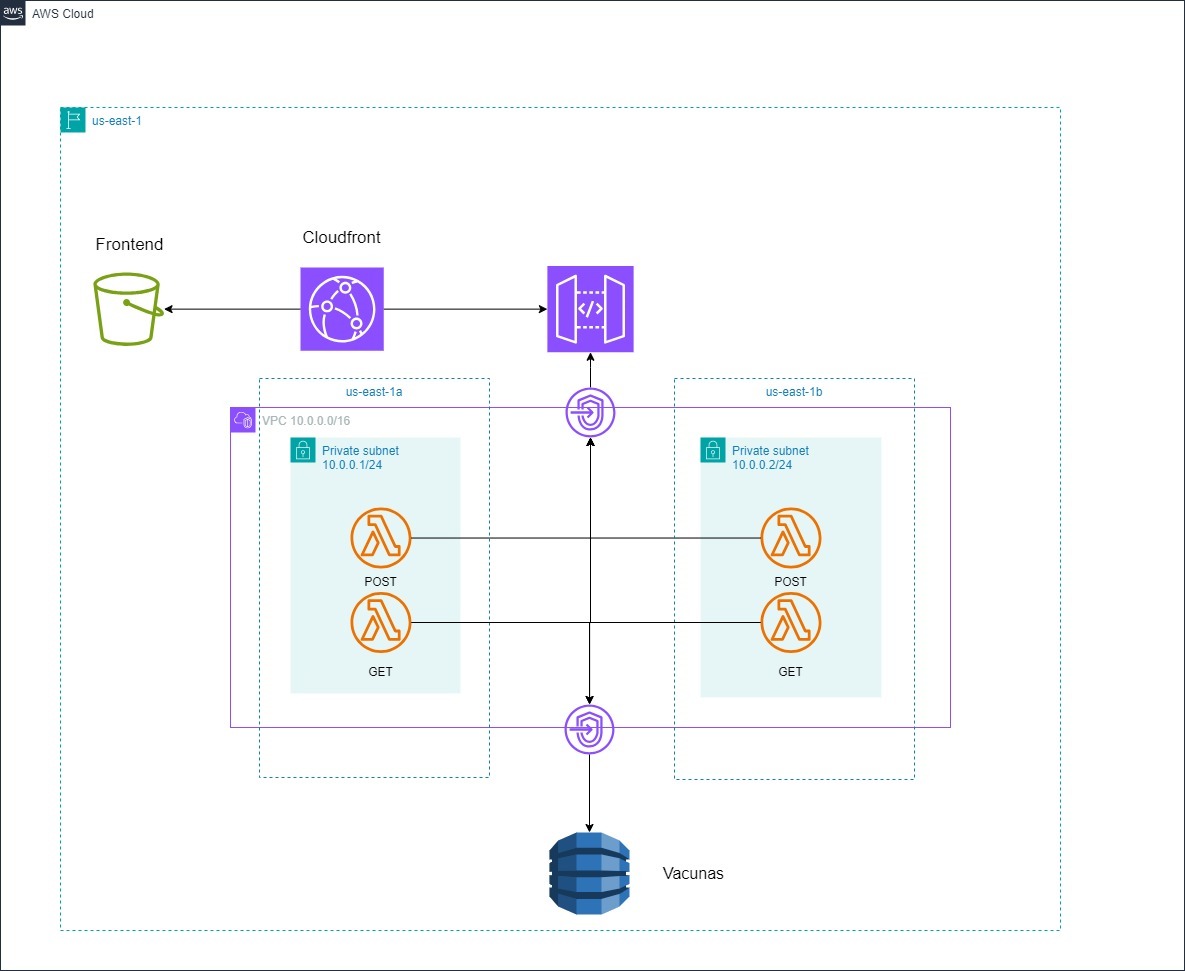 aws
AWS Cloud
us-east-1
Frontend
Cloudfront
</>
us-east-1a
us-east-1b
VPC 10.0.0.0/16
Private subnet
10.0.0.1/24
Private subnet
10.0.0.2/24
POST
POST
GET
GET
Vacunas